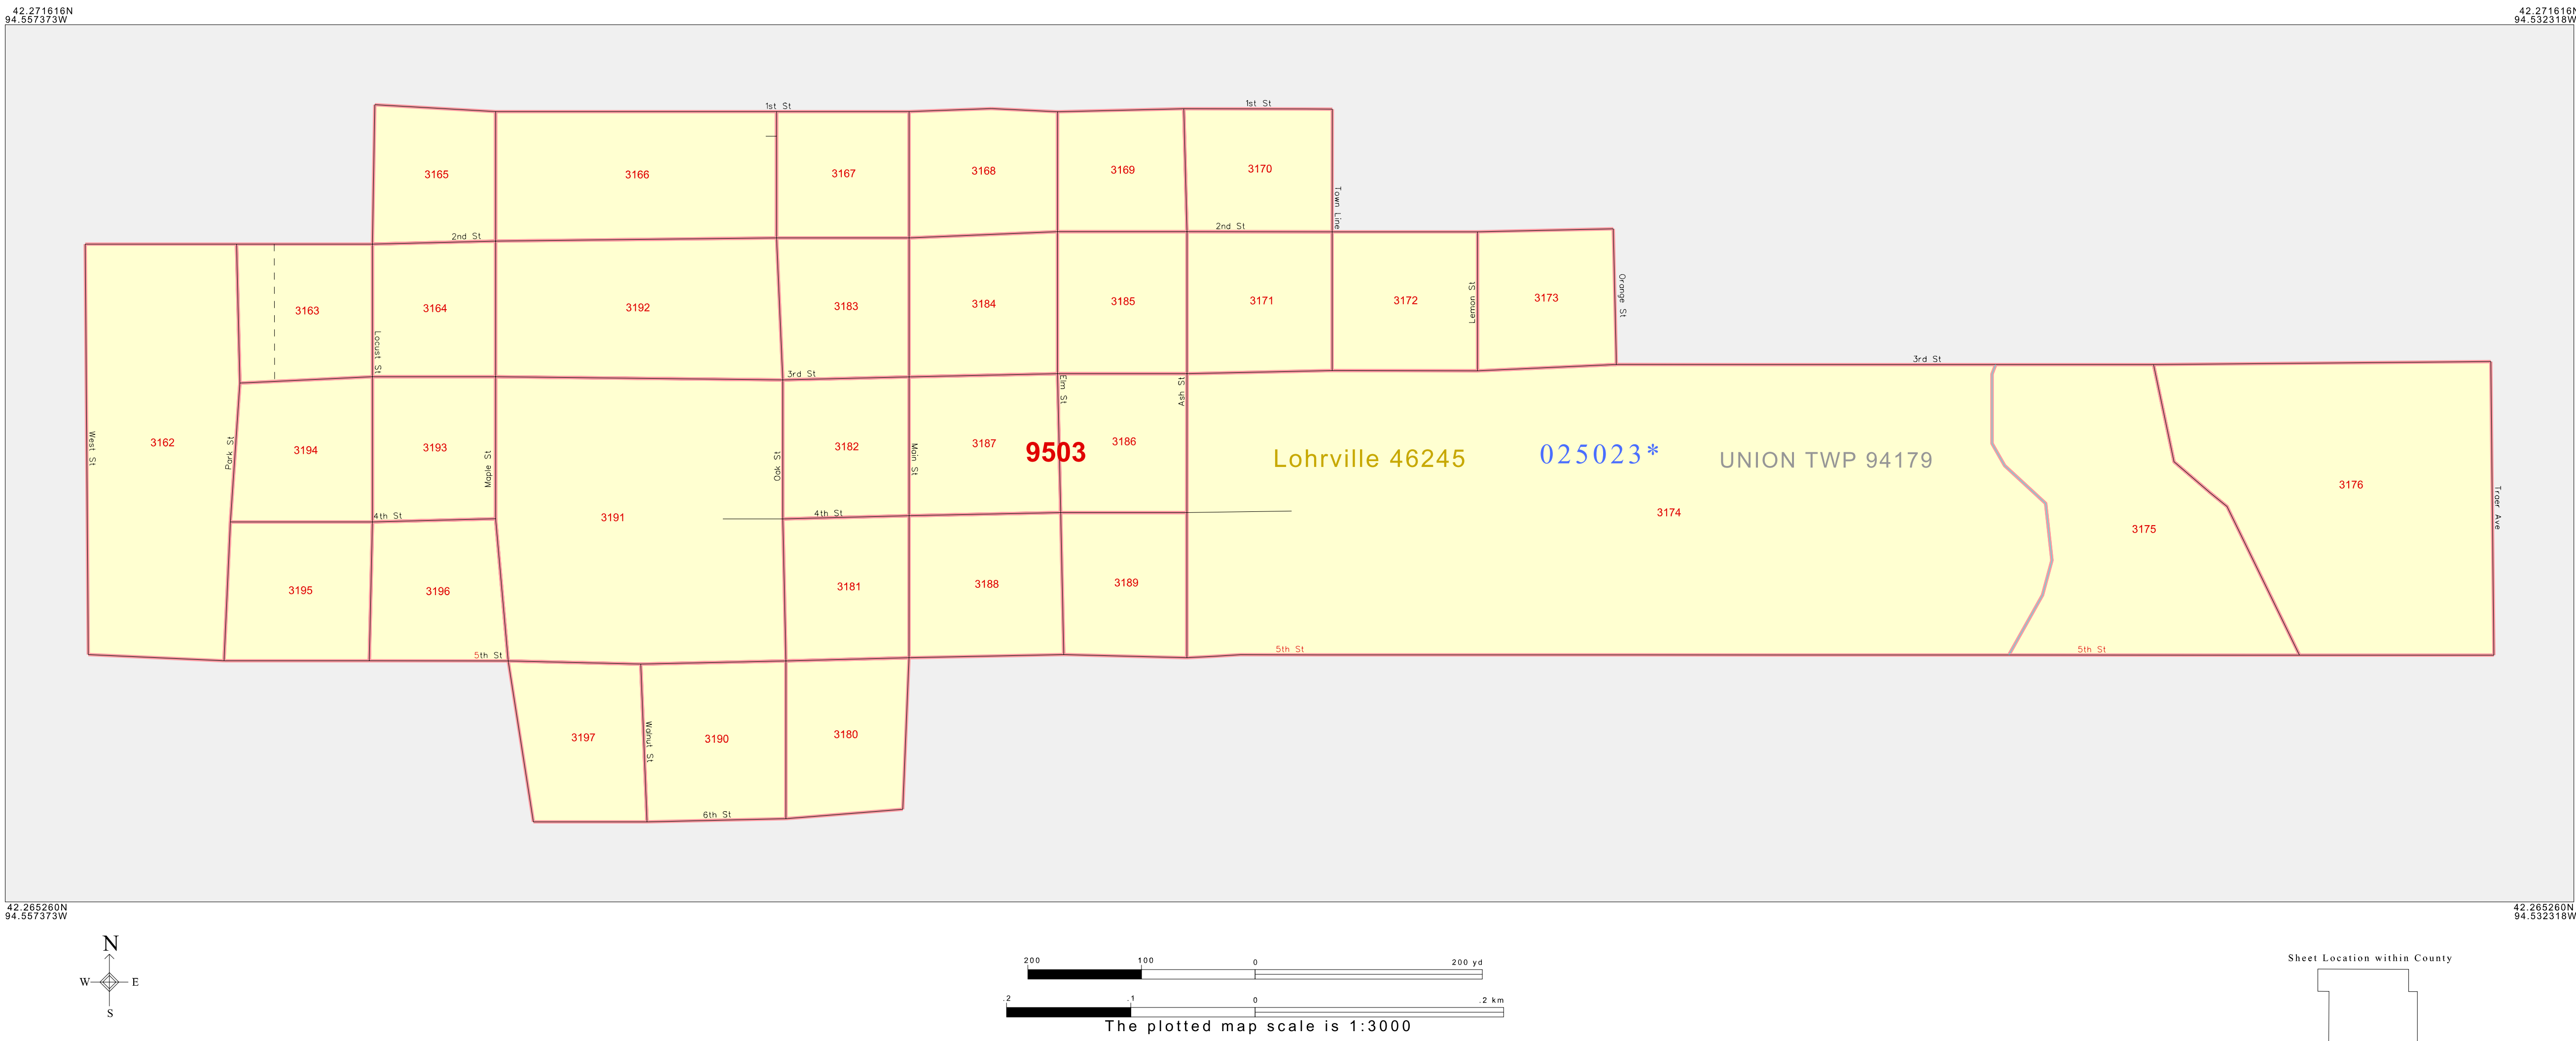 42.271616N
94.557373W
42.271616N
94.532318W
1st St
1st St
3165
3166
3167
3168
3169
3170
Town Line
2nd St
2nd St
3163
3164
3192
3183
3184
3185
3171
3172
Lemon St
3173
Orange St
Locust St
3rd St
3rd St
Elm St
Ash St
West St
3162
Park St
3194
3193
Maple St
Oak St
3182
Main St
3187
9503
3186
Lohrville 46245
025023*
UNION TWP 94179
3176
Traer Ave
4th St
3191
4th St
3174
3175
3195
3196
3181
3188
3189
5th St
5th St
5th St
3197
Walnut St
3190
3180
6th St
42.265260N
94.557373W
42.265260N
94.532318W
N
W
E
S
200
100
0
200 yd
.2
.1
0
.2 km
The plotted map scale is 1:3000
Sheet Location within County